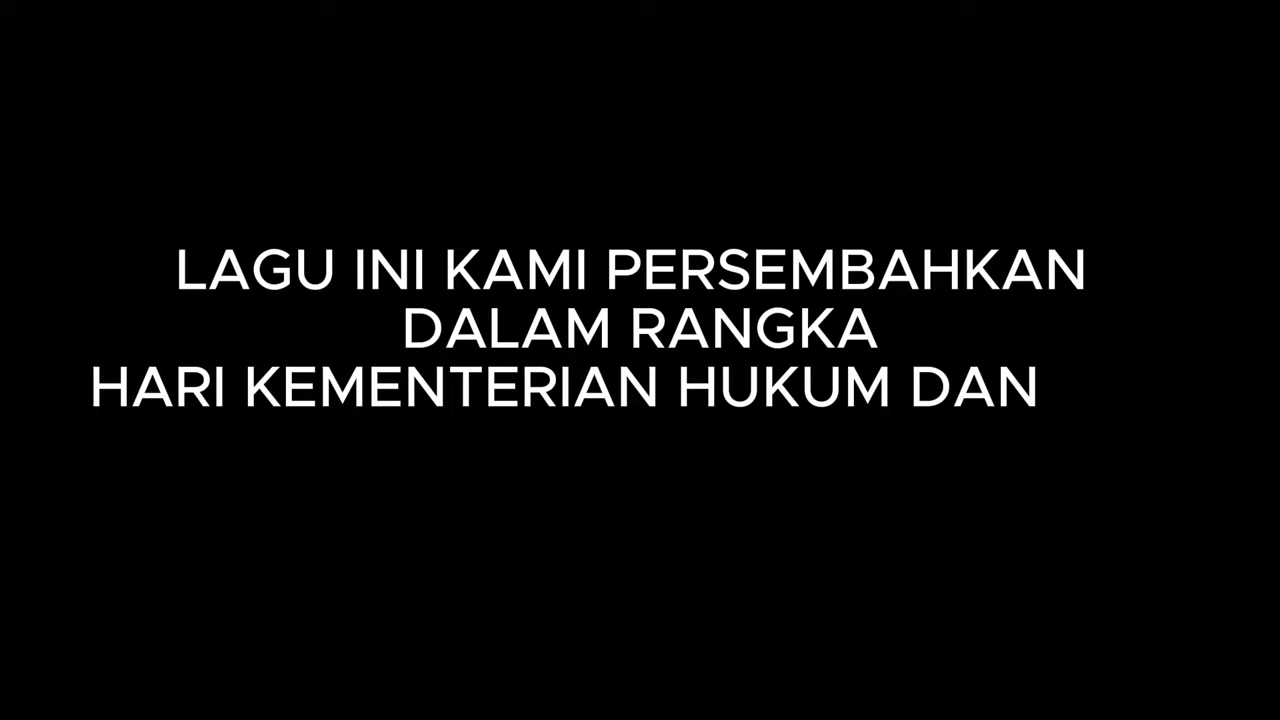 LAGU INI KAMI PERSEMBAHKAN
DALAM RANGKA
HARI KEMENTERIAN HUKUM DAN